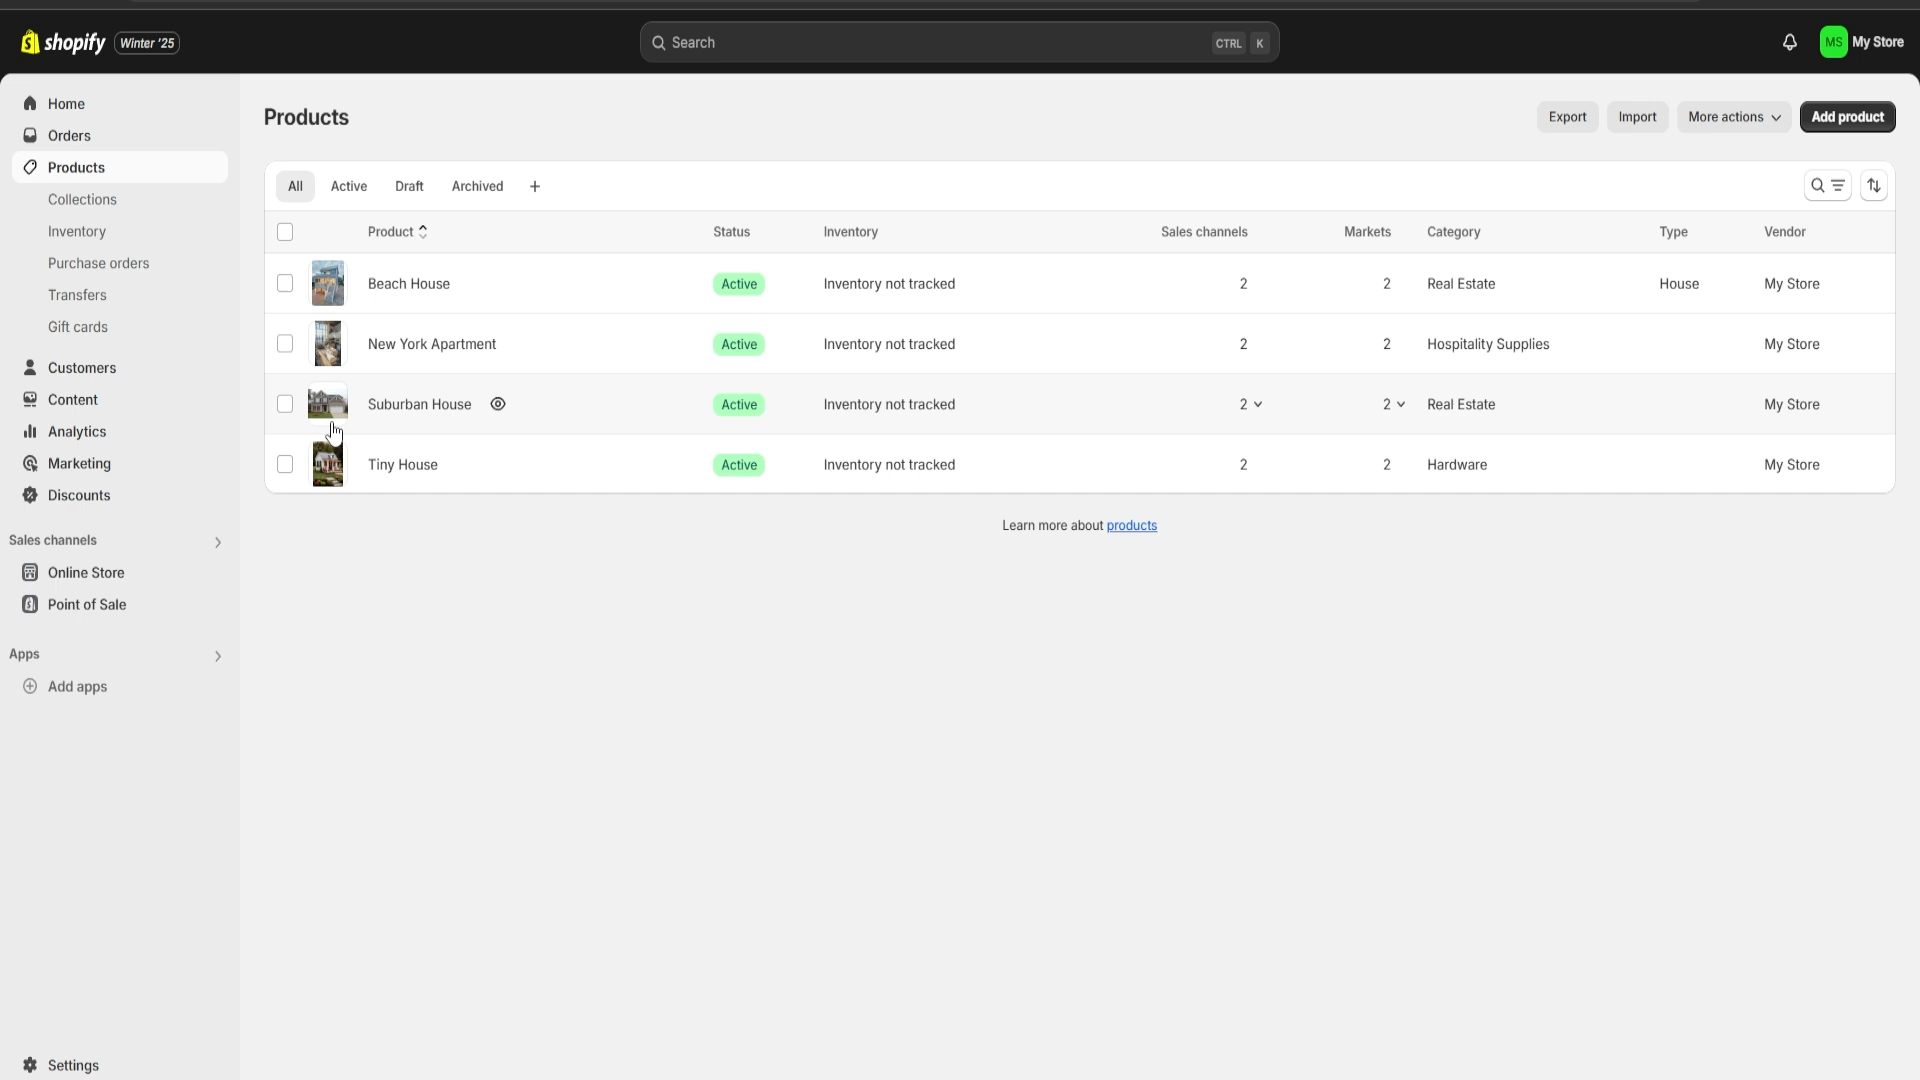 shopify Winter '25
Search CTRL K
MS My Store
Home
Orders
Products
Collections
Inventory
Purchase orders
Transfers
Gift cards
Customers
Content
Analytics
Marketing
Discounts
Sales channels
Online Store
Point of Sale
Apps
Add apps
Settings
Products
Export Import More actions Add product
All Active Draft Archived +
Product Status Inventory Sales channels Markets Category Type Vendor
Beach House Active Inventory not tracked 2 2 Real Estate House My Store
New York Apartment Active Inventory not tracked 2 2 Hospitality Supplies My Store
Suburban House Active Inventory not tracked 2 2 Real Estate My Store
Tiny House Active Inventory not tracked 2 2 Hardware My Store
Learn more about products